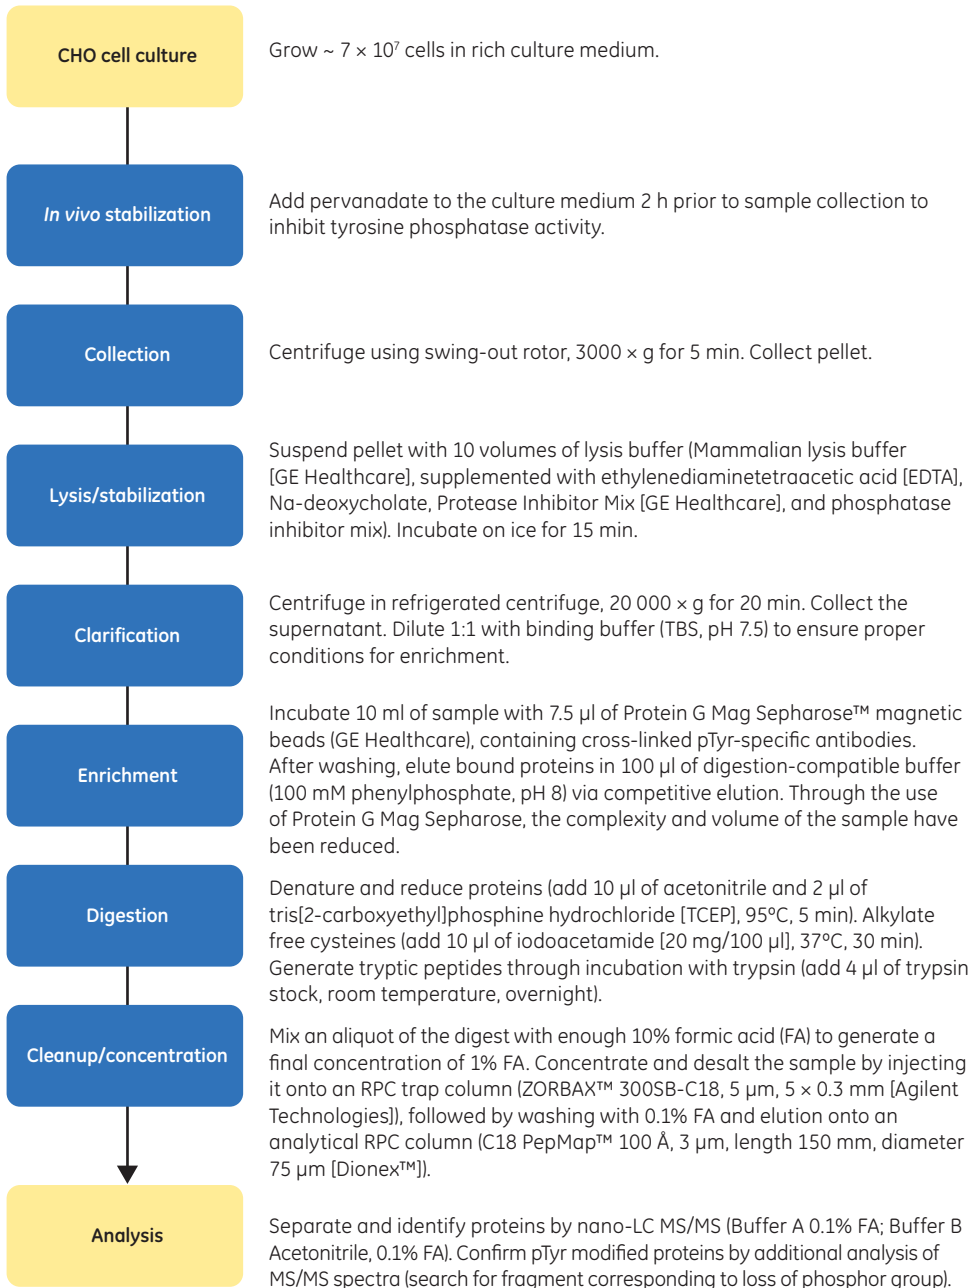 CHO cell culture
Grow ~ 7 × 10⁷ cells in rich culture medium.
In vivo stabilization
Add pervanadate to the culture medium 2 h prior to sample collection to
inhibit tyrosine phosphatase activity.
Collection
Centrifuge using swing-out rotor, 3000 × g for 5 min. Collect pellet.
Lysis/stabilization
Suspend pellet with 10 volumes of lysis buffer (Mammalian lysis buffer
[GE Healthcare], supplemented with ethylenediaminetetraacetic acid [EDTA],
Na-deoxycholate, Protease Inhibitor Mix [GE Healthcare], and phosphatase
inhibitor mix). Incubate on ice for 15 min.
Clarification
Centrifuge in refrigerated centrifuge, 20 000 × g for 20 min. Collect the
supernatant. Dilute 1:1 with binding buffer (TBS, pH 7.5) to ensure proper
conditions for enrichment.
Enrichment
Incubate 10 ml of sample with 7.5 µl of Protein G Mag Sepharose™ magnetic
beads (GE Healthcare), containing cross-linked pTyr-specific antibodies.
After washing, elute bound proteins in 100 µl of digestion-compatible buffer
(100 mM phenylphosphate, pH 8) via competitive elution. Through the use
of Protein G Mag Sepharose, the complexity and volume of the sample have
been reduced.
Digestion
Denature and reduce proteins (add 10 µl of acetonitrile and 2 µl of
tris[2-carboxyethyl]phosphine hydrochloride [TCEP], 95ºC, 5 min). Alkylate
free cysteines (add 10 µl of iodoacetamide [20 mg/100 µl], 37ºC, 30 min).
Generate tryptic peptides through incubation with trypsin (add 4 µl of trypsin
stock, room temperature, overnight).
Cleanup/concentration
Mix an aliquot of the digest with enough 10% formic acid (FA) to generate a
final concentration of 1% FA. Concentrate and desalt the sample by injecting
it onto an RPC trap column (ZORBAX™ 300SB-C18, 5 µm, 5 × 0.3 mm [Agilent
Technologies]), followed by washing with 0.1% FA and elution onto an
analytical RPC column (C18 PepMap™ 100 Å, 3 µm, length 150 mm, diameter
75 µm [Dionex™]).
Analysis
Separate and identify proteins by nano-LC MS/MS (Buffer A 0.1% FA; Buffer B
Acetonitrile, 0.1% FA). Confirm pTyr modified proteins by additional analysis of
MS/MS spectra (search for fragment corresponding to loss of phosphor group).